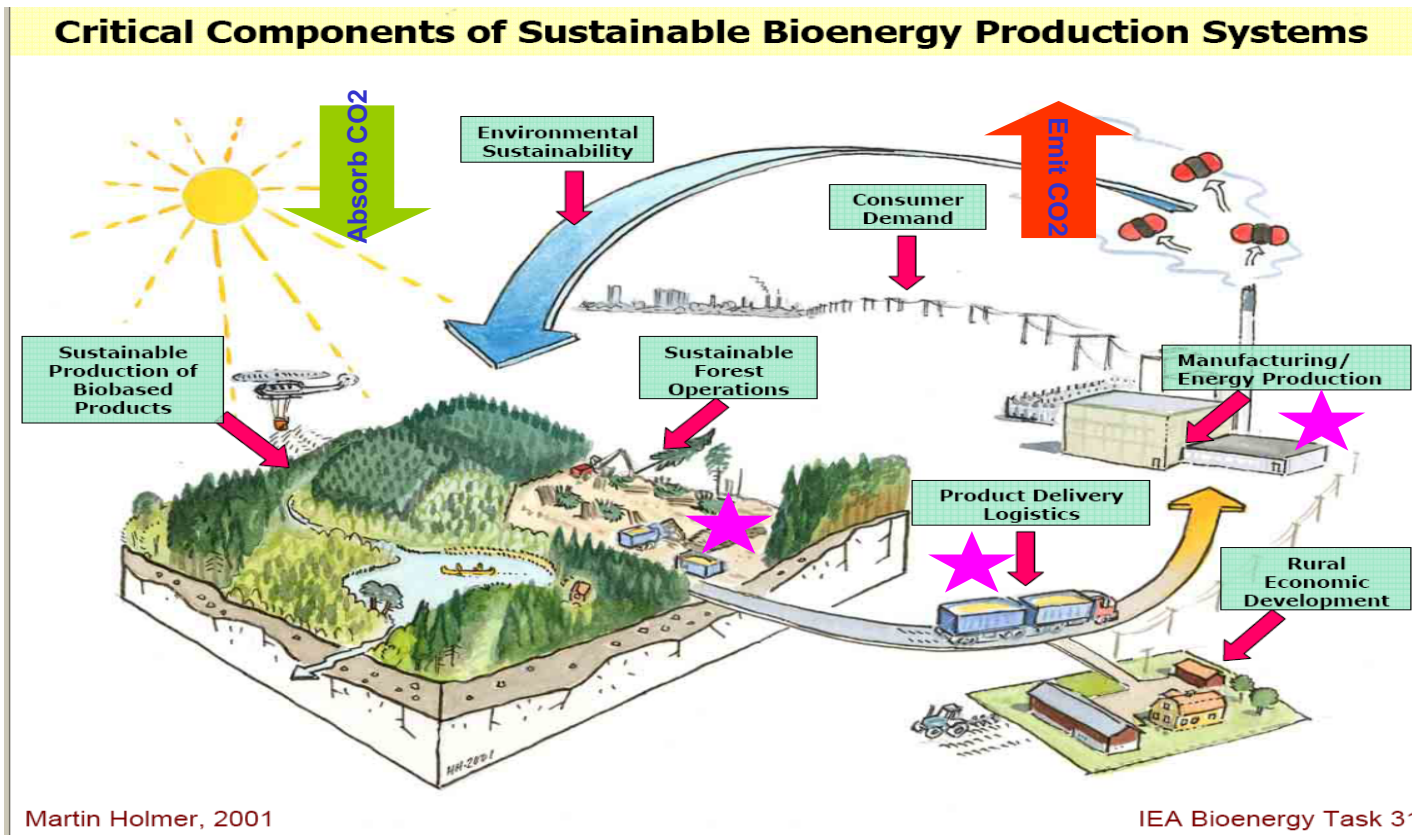 Critical Components of Sustainable Bioenergy Production Systems
Absorb CO2
Environmental
Sustainability
Emit CO2
Consumer
Demand
Sustainable
Production of
Biobased
Products
Sustainable
Forest
Operations
Manufacturing/
Energy Production
Product Delivery
Logistics
Rural
Economic
Development
Martin Holmer, 2001
IEA Bioenergy Task 31